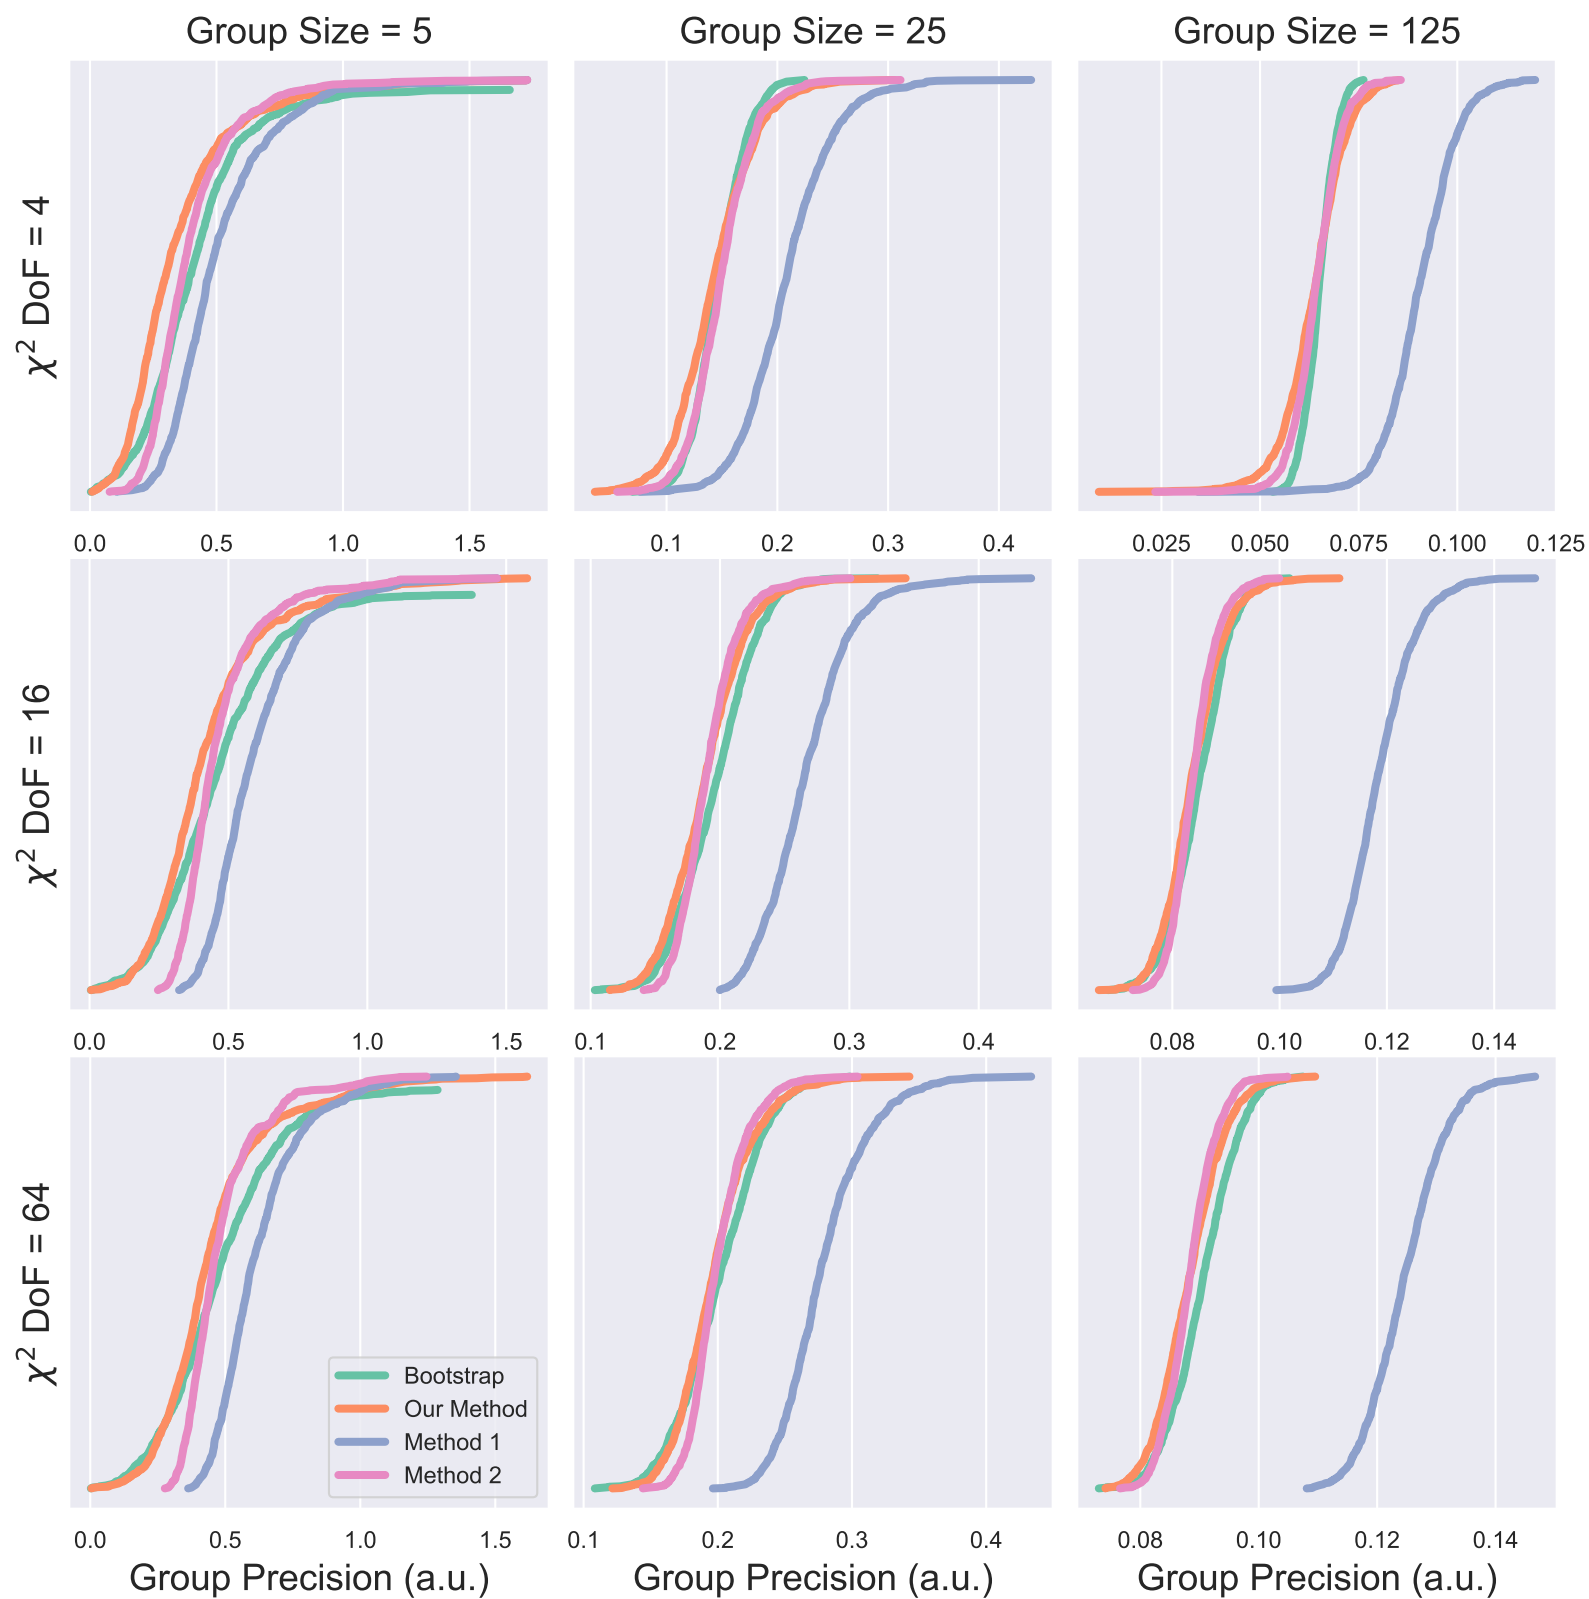 Group Size = 5 Group Size = 25 Group Size = 125
χ² DoF = 4
0.0 0.5 1.0 1.5 0.1 0.2 0.3 0.4 0.025 0.050 0.075 0.100 0.125
χ² DoF = 16
0.0 0.5 1.0 1.5 0.1 0.2 0.3 0.4 0.08 0.10 0.12 0.14
χ² DoF = 64
Bootstrap
Our Method
Method 1
Method 2
0.0 0.5 1.0 1.5 0.1 0.2 0.3 0.4 0.08 0.10 0.12 0.14
Group Precision (a.u.) Group Precision (a.u.) Group Precision (a.u.)